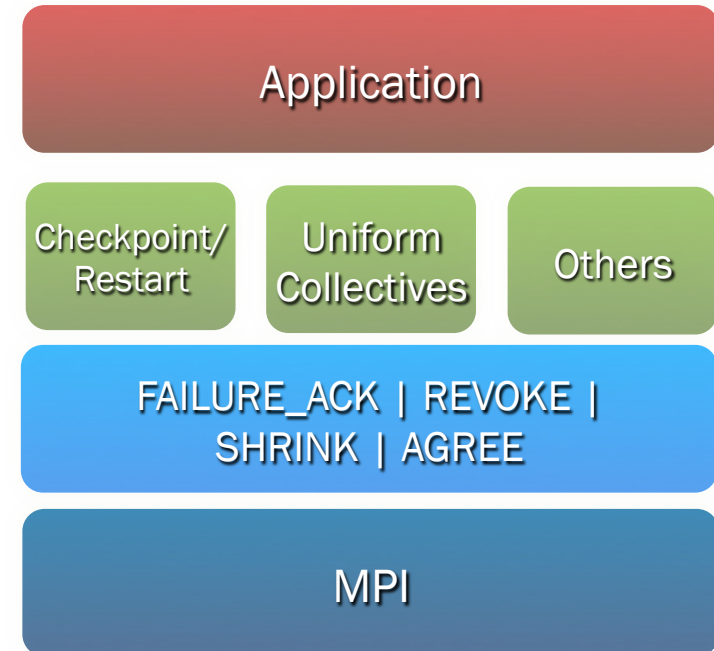 Application
Checkpoint/
Restart
Uniform
Collectives
Others
FAILURE_ACK | REVOKE |
SHRINK | AGREE
MPI